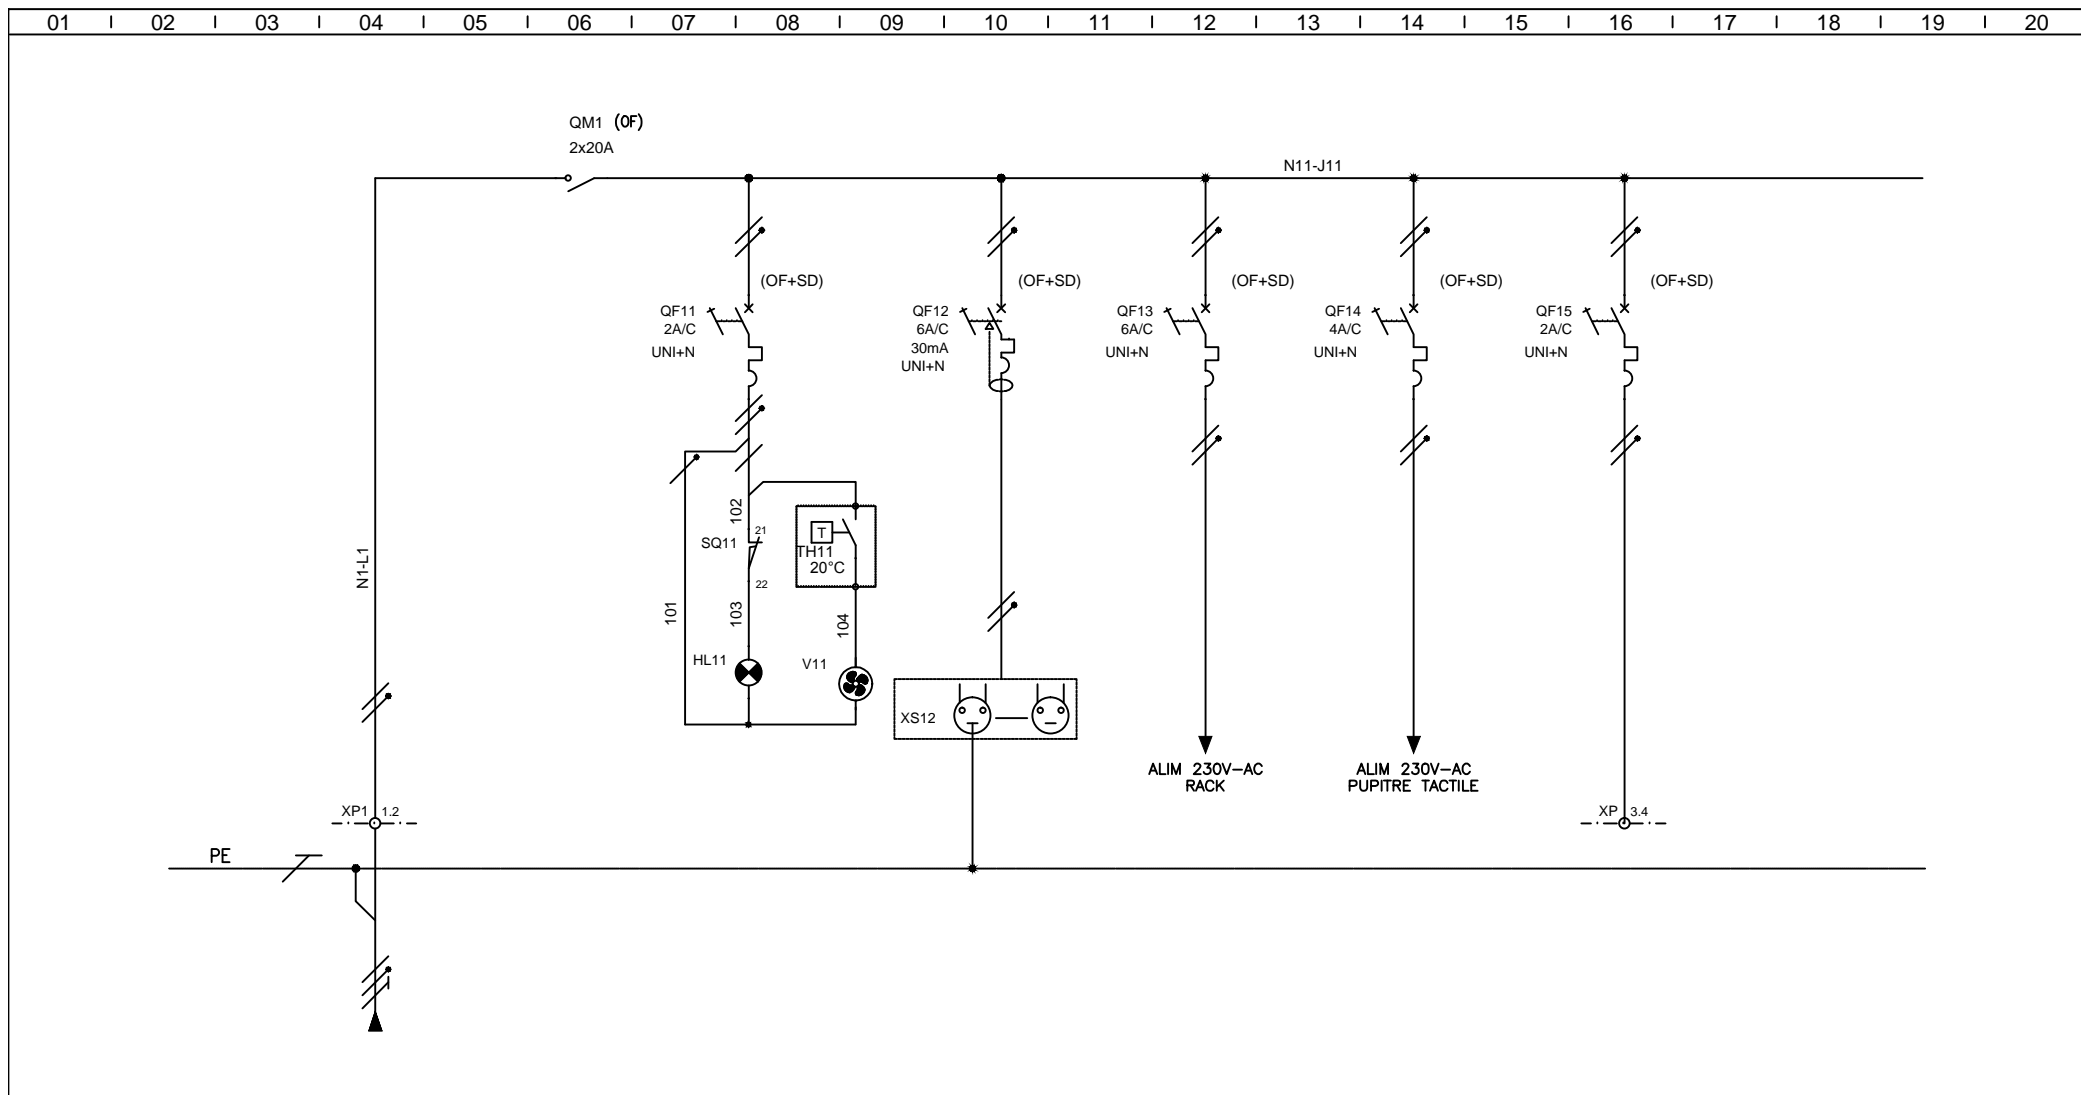 01 02 03 04 05 06 07 08 09 10 11 12 13 14 15 16 17 18 19 20
QM1 (OF)
2x20A
N11-J11
(OF+SD) (OF+SD) (OF+SD) (OF+SD) (OF+SD)
QF11
2A/C
UNI+N
QF12
6A/C
30mA
UNI+N
QF13
6A/C
UNI+N
QF14
4A/C
UNI+N
QF15
2A/C
UNI+N
N1-L1
101
102
21
SQ11
22
103
T
TH11
20°C
104
HL11
V11
XS12
ALIM 230V-AC
RACK
ALIM 230V-AC
PUPITRE TACTILE
XP1 1.2
XP 3.4
PE